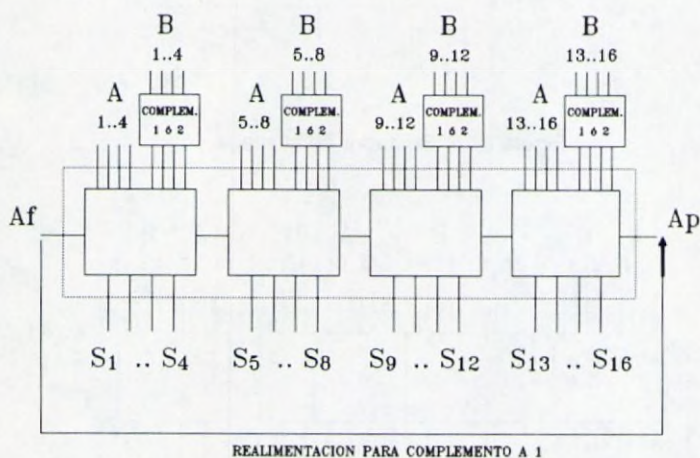 B B B B
1..4 5..8 9..12 13..16
A COMPLEM. A COMPLEM. A COMPLEM. A COMPLEM.
1..4 1 ó 2 5..8 1 ó 2 9..12 1 ó 2 13..16 1 ó 2
Af Ap
S1 .. S4 S5 .. S8 S9 .. S12 S13 .. S16
REALIMENTACION PARA COMPLEMENTO A 1